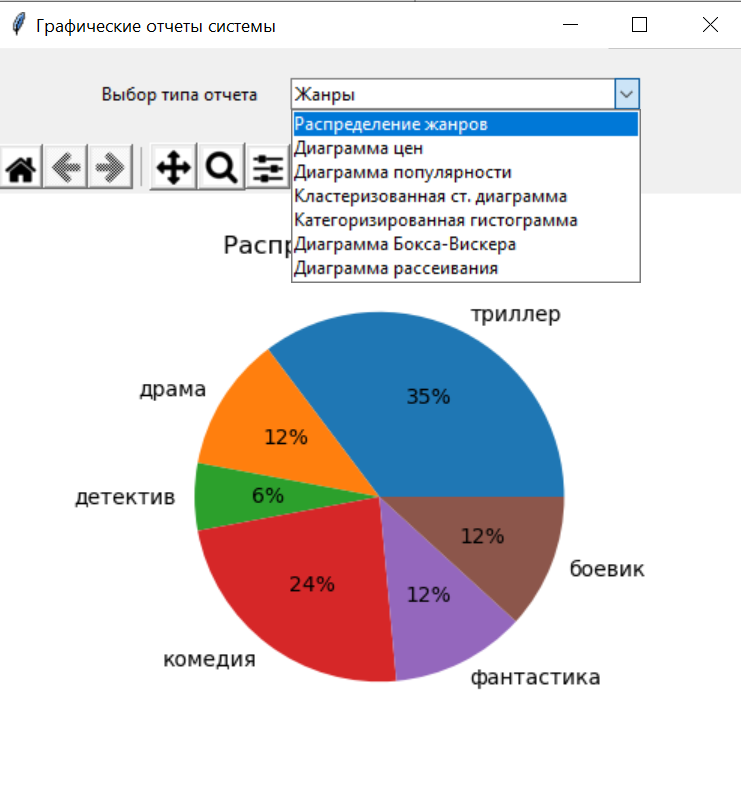 Графические отчеты системы
Выбор типа отчета
Жанры
Распределение жанров
Диаграмма цен
Диаграмма популярности
Кластеризованная ст. диаграмма
Категоризированная гистограмма
Диаграмма Бокса-Вискера
Диаграмма рассеивания
триллер
35%
драма
12%
детектив
6%
12%
боевик
24%
12%
комедия
фантастика